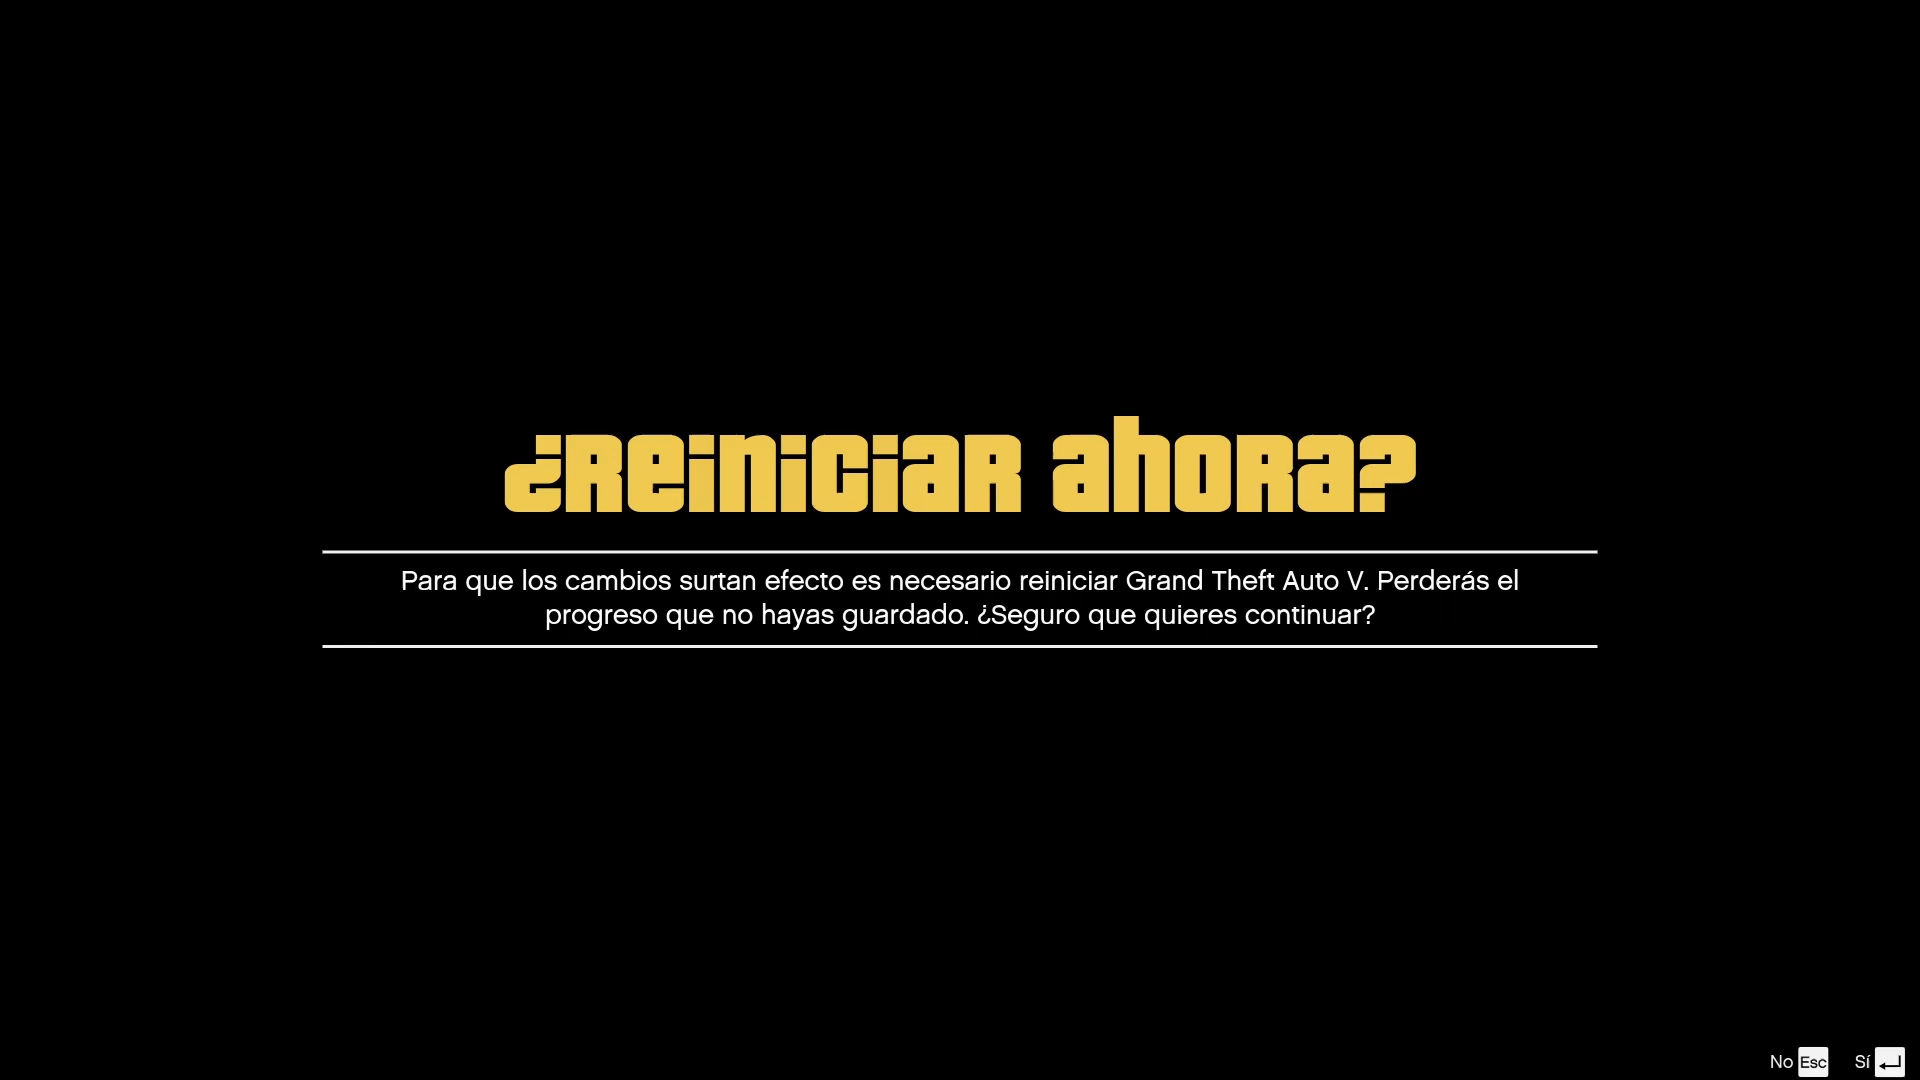 ¿Reiniciar ahora?
Para que los cambios surtan efecto es necesario reiniciar Grand Theft Auto V. Perderás el
progreso que no hayas guardado. ¿Seguro que quieres continuar?
No Esc Sí